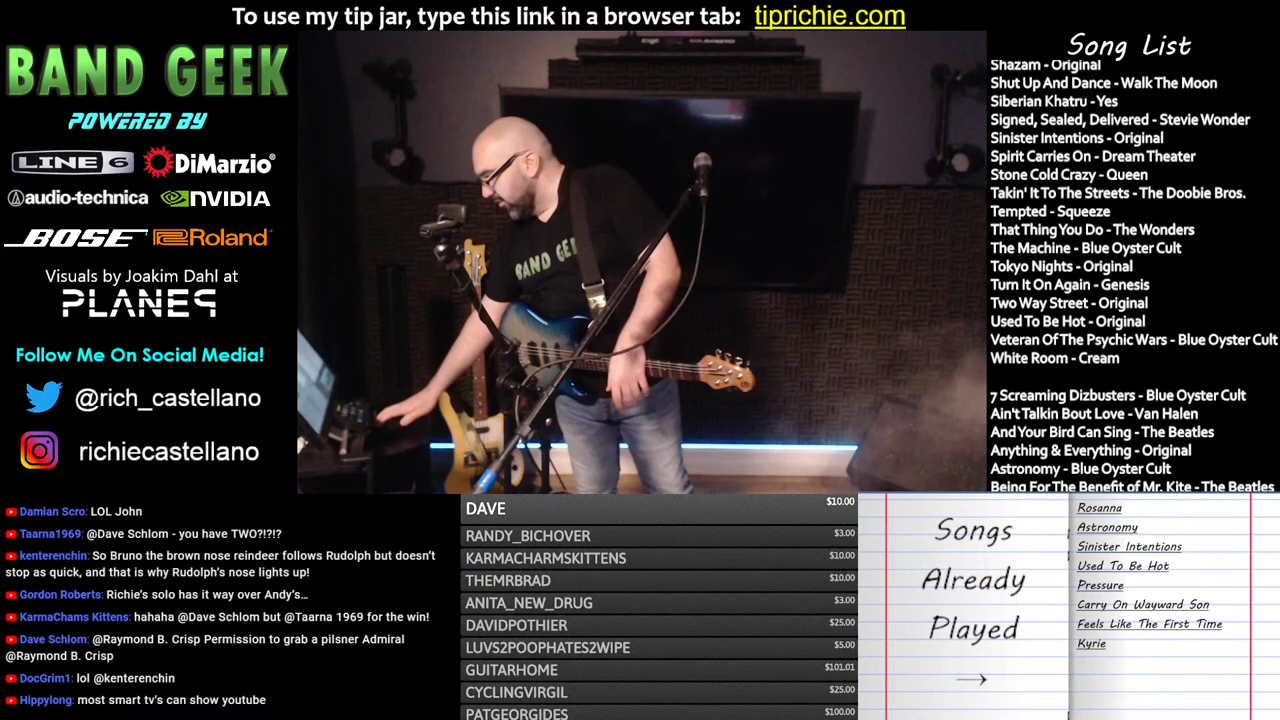 To use my tip jar, type this link in a browser tab: tiprichie.com
BAND GEEK
POWERED BY
LINE 6 DiMarzio®
audio-technica NVIDIA
BOSE Roland
Visuals by Joakim Dahl at
PLANE9
Follow Me On Social Media!
@rich_castellano
richiecastellano
BAND GEEK
Song List
Shazam - Original
Shut Up And Dance - Walk The Moon
Siberian Khatru - Yes
Signed, Sealed, Delivered - Stevie Wonder
Sinister Intentions - Original
Spirit Carries On - Dream Theater
Stone Cold Crazy - Queen
Takin' It To The Streets - The Doobie Bros.
Tempted - Squeeze
That Thing You Do - The Wonders
The Machine - Blue Oyster Cult
Tokyo Nights - Original
Turn It On Again - Genesis
Two Way Street - Original
Used To Be Hot - Original
Veteran Of The Psychic Wars - Blue Oyster Cult
White Room - Cream
7 Screaming Dizbusters - Blue Oyster Cult
Ain't Talkin Bout Love - Van Halen
And Your Bird Can Sing - The Beatles
Anything & Everything - Original
Astronomy - Blue Oyster Cult
Being For The Benefit of Mr. Kite - The Beatles
Damian Scro: LOL John
Taarna1969: @Dave Schlom - you have TWO?!?!?
kenterenchin: So Bruno the brown nose reindeer follows Rudolph but doesn't
stop as quick, and that is why Rudolph's nose lights up!
Gordon Roberts: Richie's solo has it way over Andy's...
KarmaChams Kittens: hahaha @Dave Schlom but @Taarna 1969 for the win!
Dave Schlom: @Raymond B. Crisp Permission to grab a pilsner Admiral
@Raymond B. Crisp
DocGrim1: lol @kenterenchin
Hippylong: most smart tv's can show youtube
DAVE $10.00
RANDY_BICHOVER $3.00
KARMACHARMSKITTENS $10.00
THEMRBRAD $10.00
ANITA_NEW_DRUG $3.00
DAVIDPOTHIER $25.00
LUVS2POOPHATES2WIPE $5.00
GUITARHOME $101.01
CYCLINGVIRGIL $25.00
PATGEORGIDES $100.00
Songs
Already
Played
→
Rosanna
Astronomy
Sinister Intentions
Used To Be Hot
Pressure
Carry On Wayward Son
Feels Like The First Time
Kyrie